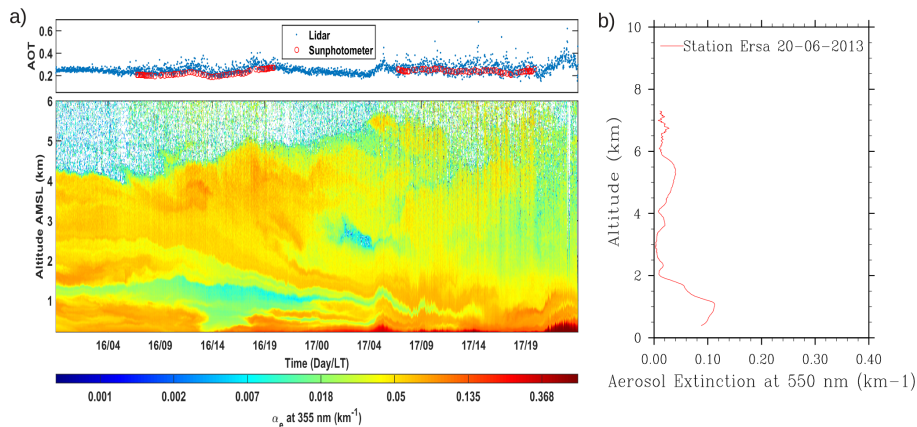 a)
0.6
0.4
0.2
AOT
Lidar
Sunphotometer
6
5
4
3
2
1
Altitude AMSL (km)
16/04 16/09 16/14 16/19 17/00 17/04 17/09 17/14 17/19
Time (Day/LT)
0.001 0.002 0.007 0.018 0.05 0.135 0.368
αe at 355 nm (km-1)
b)
Station Ersa 20-06-2013
10
8
6
4
2
0
Altitude (km)
0.00 0.10 0.20 0.30 0.40
Aerosol Extinction at 550 nm (km-1)